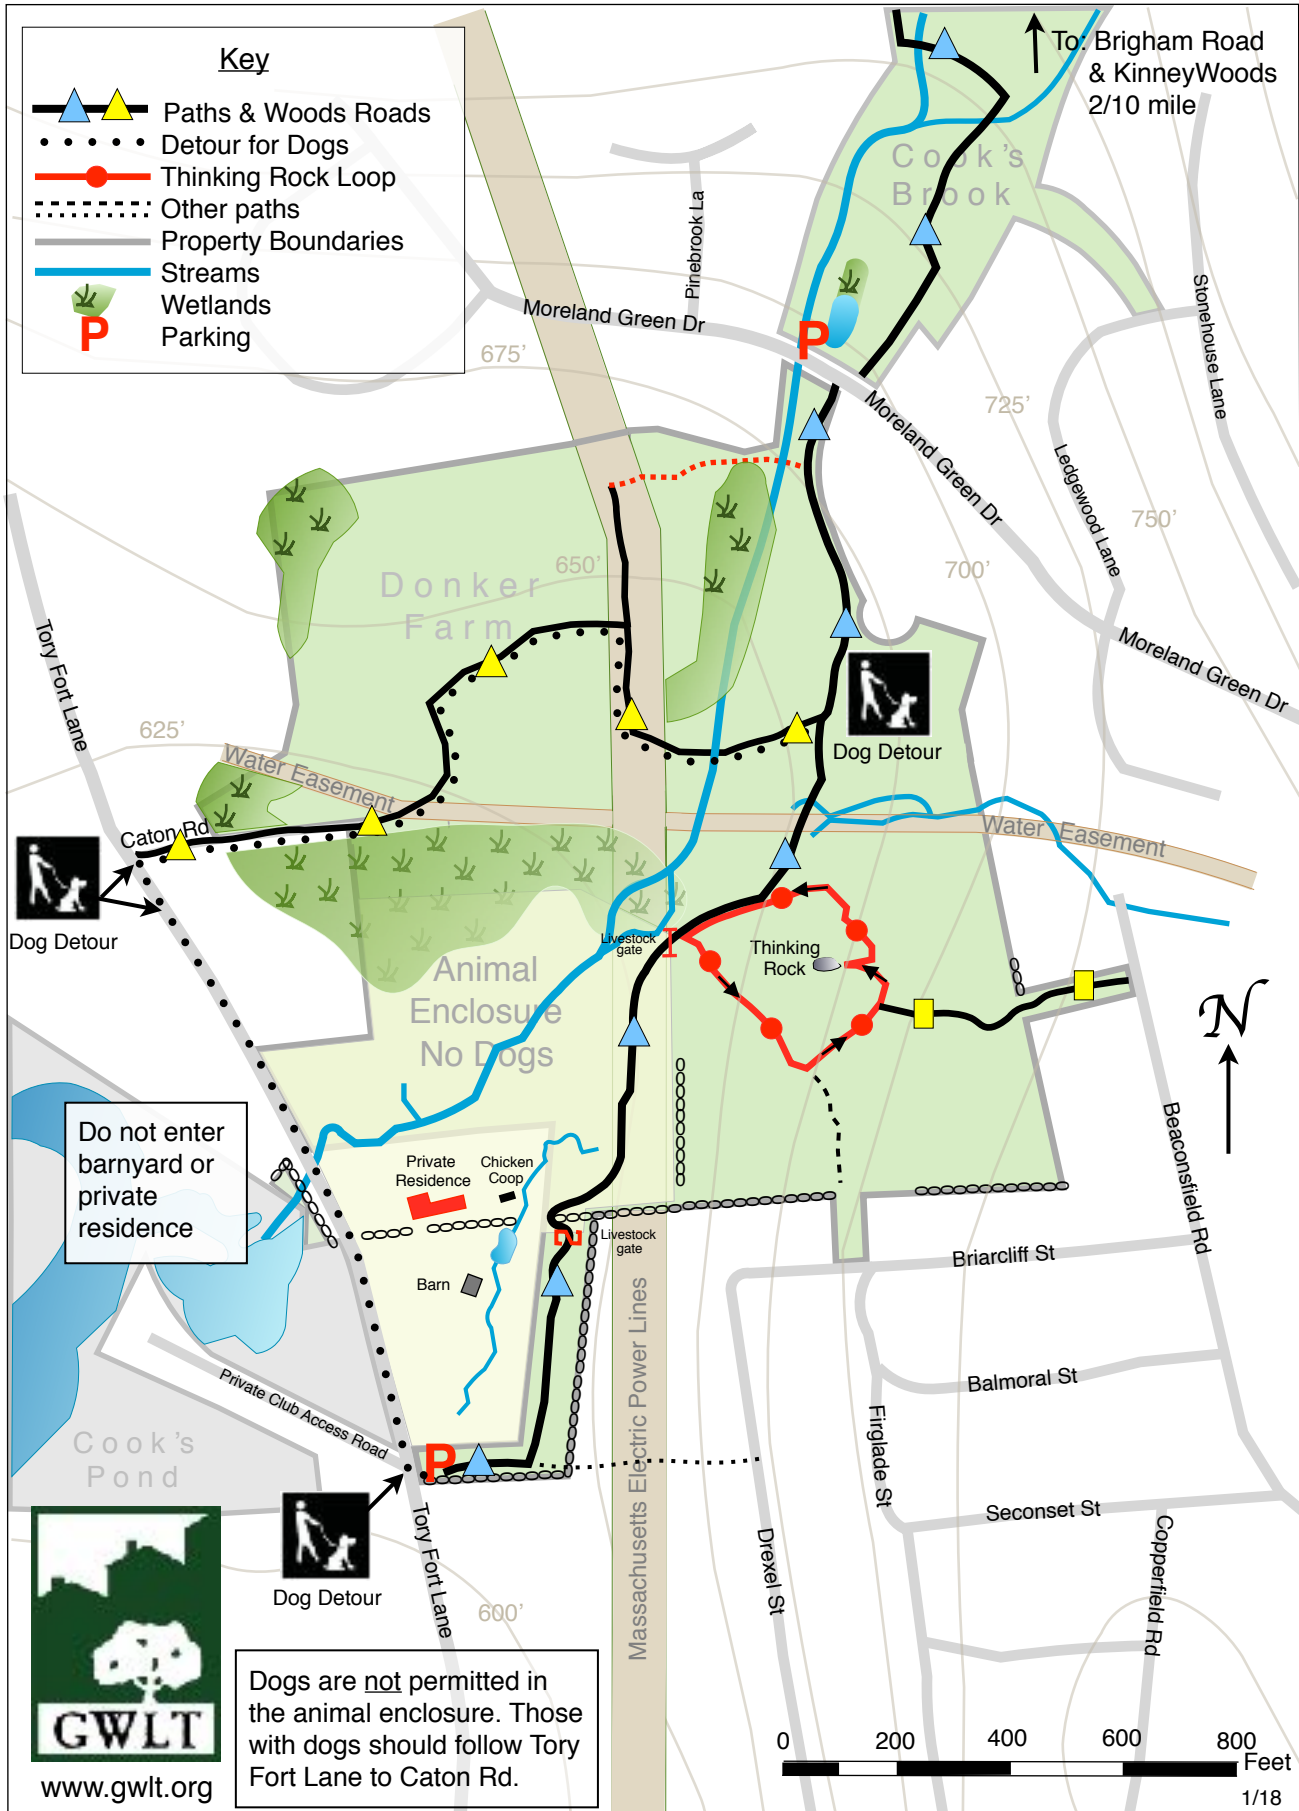 Key
Paths & Woods Roads
Detour for Dogs
Thinking Rock Loop
Other paths
Property Boundaries
Streams
Wetlands
P
Parking
To: Brigham Road
& KinneyWoods
2/10 mile
Cook's
Brook
Pinebrook La
Moreland Green Dr
P
Stonehouse Lane
675'
725'
Moreland Green Dr
Ledgewood Lane
750'
700'
650'
Donker
Farm
Tory Fort Lane
Moreland Green Dr
Dog Detour
625'
Water Easement
Caton Rd
Water Easement
Dog Detour
Livestock
gate
Thinking
Rock
Animal
Enclosure
No Dogs
N
Do not enter
barnyard or
private
residence
Private
Residence
Chicken
Coop
Beaconsfield Rd
Livestock
gate
Barn
Briarcliff St
Massachusetts Electric Power Lines
Private Club Access Road
Balmoral St
Firglade St
Cook's
Pond
P
Seconset St
Dog Detour
Tory Fort Lane
Drexel St
Copperfield Rd
600'
GWLT
www.gwlt.org
Dogs are not permitted in
the animal enclosure. Those
with dogs should follow Tory
Fort Lane to Caton Rd.
0 200 400 600 800
Feet
1/18